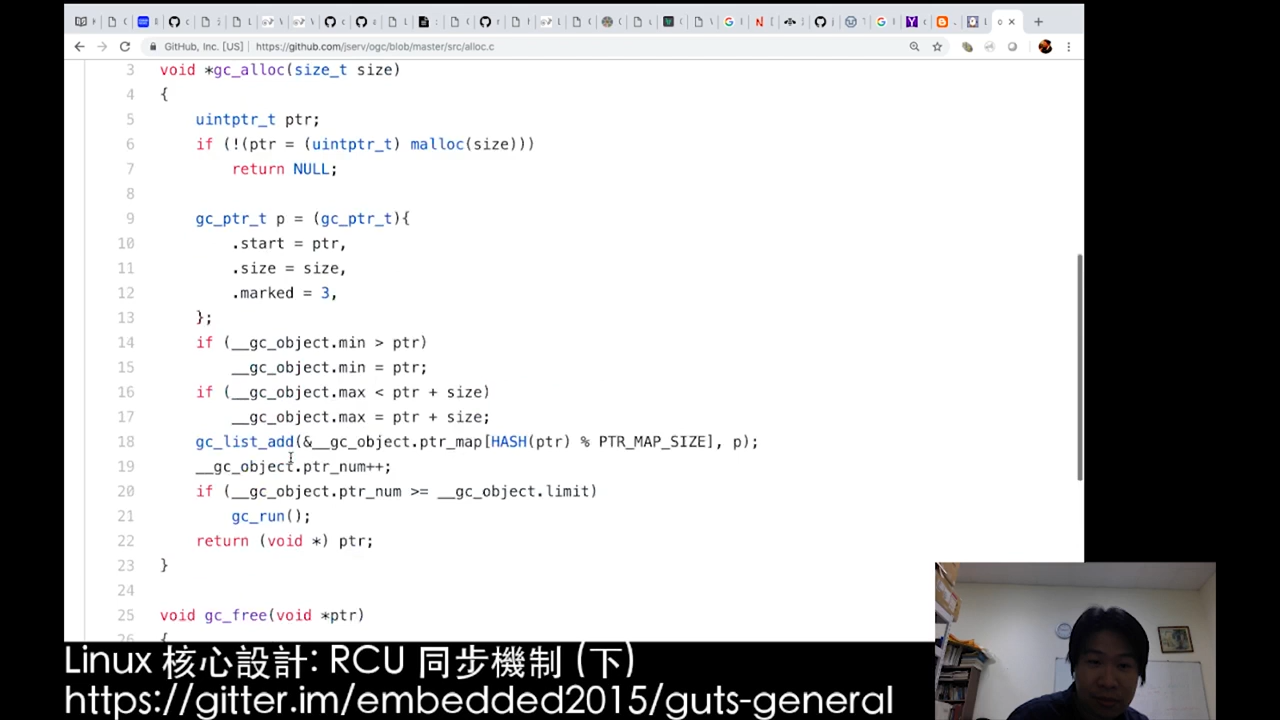 GitHub, Inc. [US] | https://github.com/jserv/ogc/blob/master/src/alloc.c
3 void *gc_alloc(size_t size)
4 {
5 uintptr_t ptr;
6 if (!(ptr = (uintptr_t) malloc(size)))
7 return NULL;
8
9 gc_ptr_t p = (gc_ptr_t){
10 .start = ptr,
11 .size = size,
12 .marked = 3,
13 };
14 if (__gc_object.min > ptr)
15 __gc_object.min = ptr;
16 if (__gc_object.max < ptr + size)
17 __gc_object.max = ptr + size;
18 gc_list_add(&__gc_object.ptr_map[HASH(ptr) % PTR_MAP_SIZE], p);
19 __gc_object.ptr_num++;
20 if (__gc_object.ptr_num >= __gc_object.limit)
21 gc_run();
22 return (void *) ptr;
23 }
24
25 void gc_free(void *ptr)
26 {
Linux 核心設計: RCU 同步機制 (下)
https://gitter.im/embedded2015/guts-general